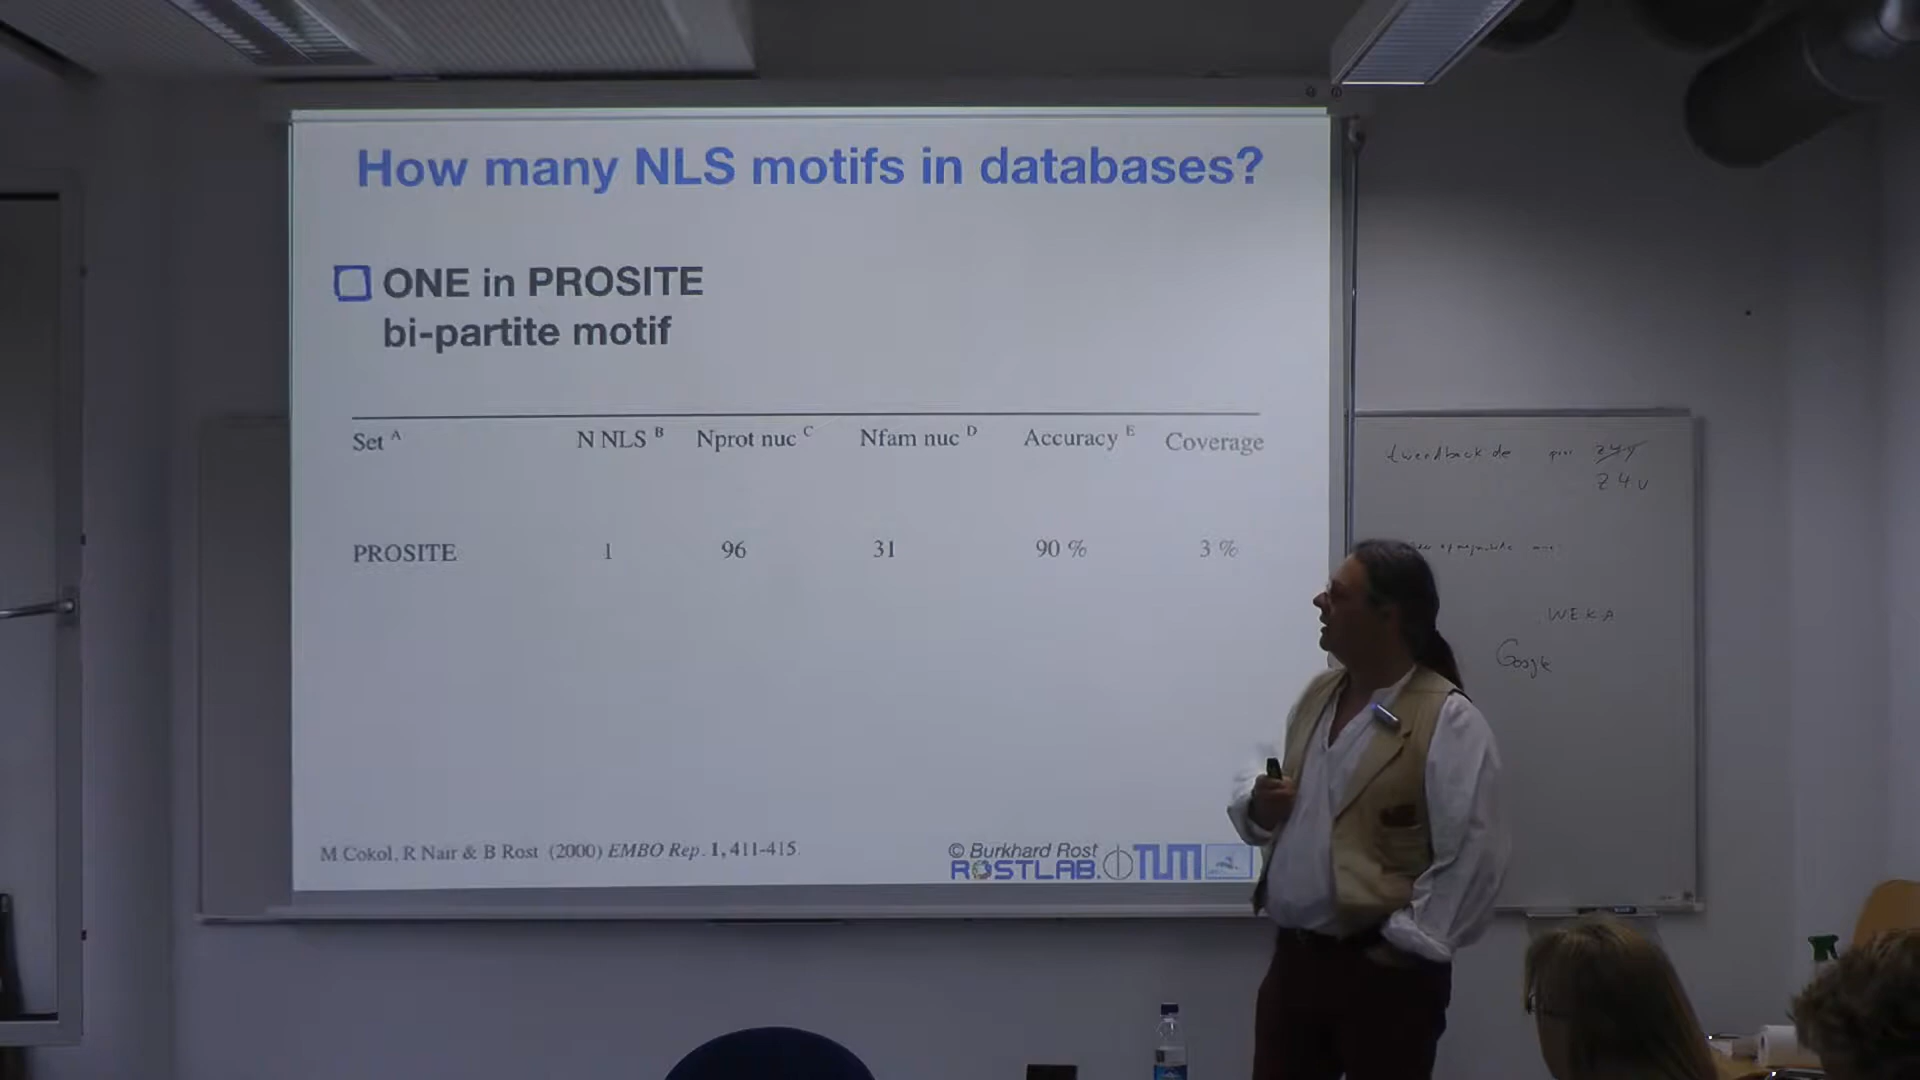 How many NLS motifs in databases?
ONE in PROSITE
bi-partite motif
Set A N NLS B Nprot nuc C Nfam nuc D Accuracy E Coverage
PROSITE 1 96 31 90 % 3 %
M Cokol, R Nair & B Rost (2000) EMBO Rep. 1, 411-415.
© Burkhard Rost
ROSTLAB. TUM
Z4U
WEKA
Google